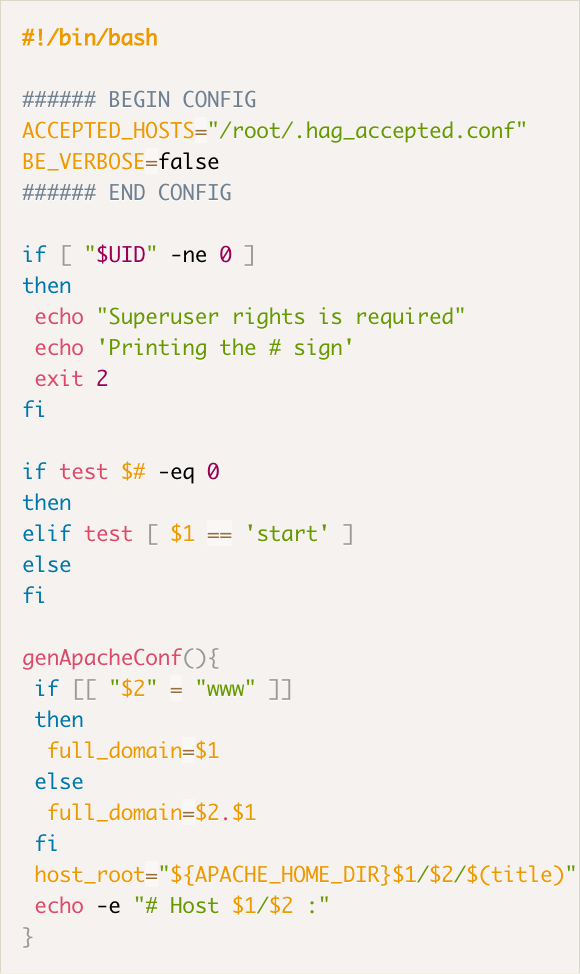 #!/bin/bash

###### BEGIN CONFIG
ACCEPTED_HOSTS="/root/.hag_accepted.conf"
BE_VERBOSE=false
###### END CONFIG

if [ "$UID" -ne 0 ]
then
 echo "Superuser rights is required"
 echo 'Printing the # sign'
 exit 2
fi

if test $# -eq 0
then
elif test [ $1 == 'start' ]
else
fi

genApacheConf(){
 if [[ "$2" = "www" ]]
 then
  full_domain=$1
 else
  full_domain=$2.$1
 fi
 host_root="${APACHE_HOME_DIR}$1/$2/$(title)"
 echo -e "# Host $1/$2 :"
}